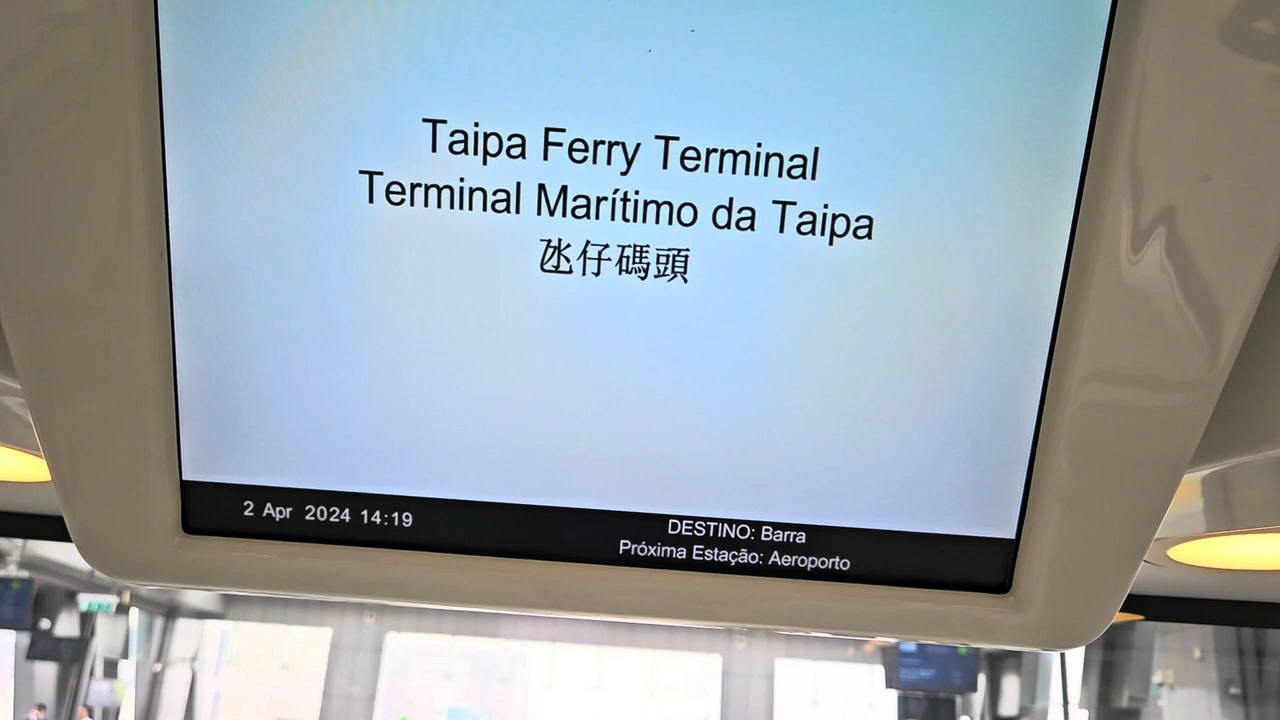 Taipa Ferry Terminal
Terminal Marítimo da Taipa
氹仔碼頭
2 Apr 2024 14:19
DESTINO: Barra
Próxima Estação: Aeroporto